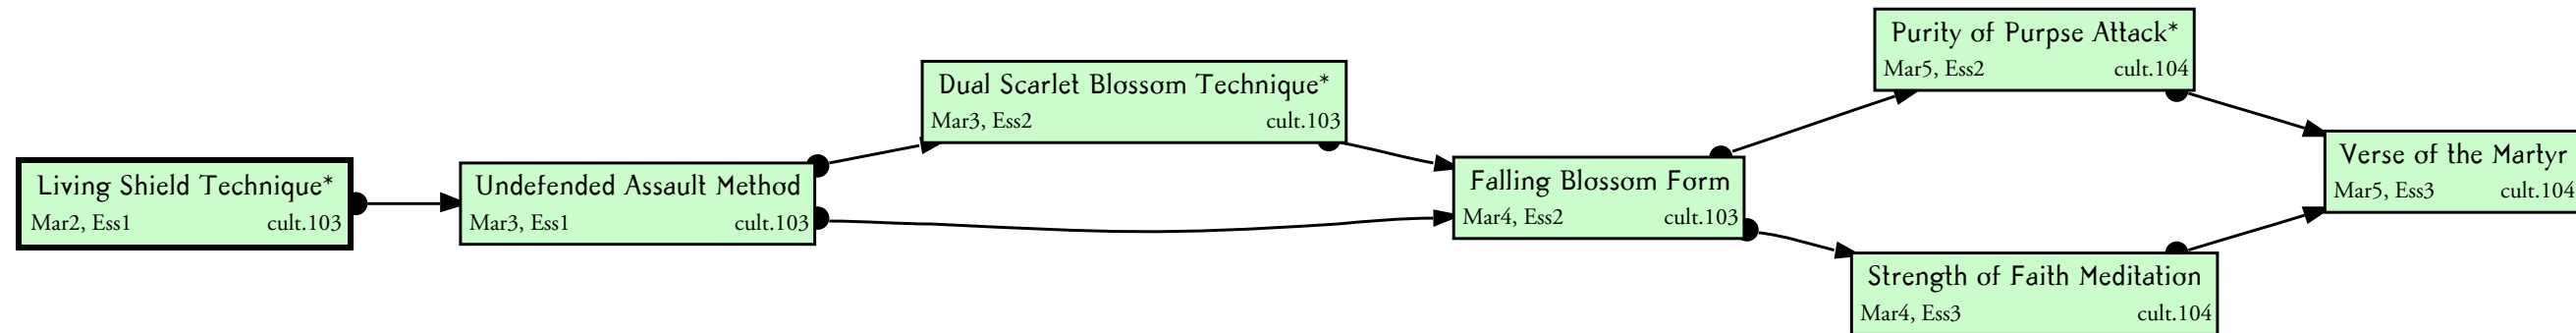 Living Shield Technique*
Mar2, Ess1 cult.103
Undefended Assault Method
Mar3, Ess1 cult.103
Dual Scarlet Blossom Technique*
Mar3, Ess2 cult.103
Falling Blossom Form
Mar4, Ess2 cult.103
Purity of Purpse Attack*
Mar5, Ess2 cult.104
Strength of Faith Meditation
Mar4, Ess3 cult.104
Verse of the Martyr
Mar5, Ess3 cult.104